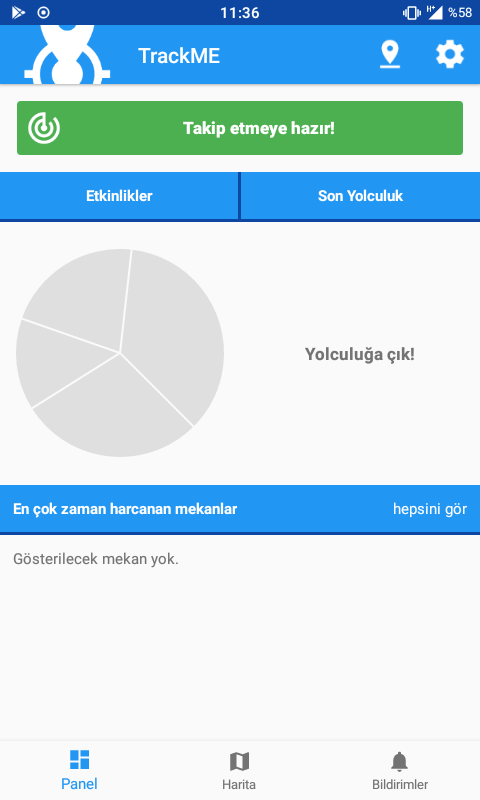 11:36
H+
%58
TrackME
Takip etmeye hazır!
Etkinlikler
Son Yolculuk
Yolculuğa çık!
En çok zaman harcanan mekanlar
hepsini gör
Gösterilecek mekan yok.
Panel
Harita
Bildirimler